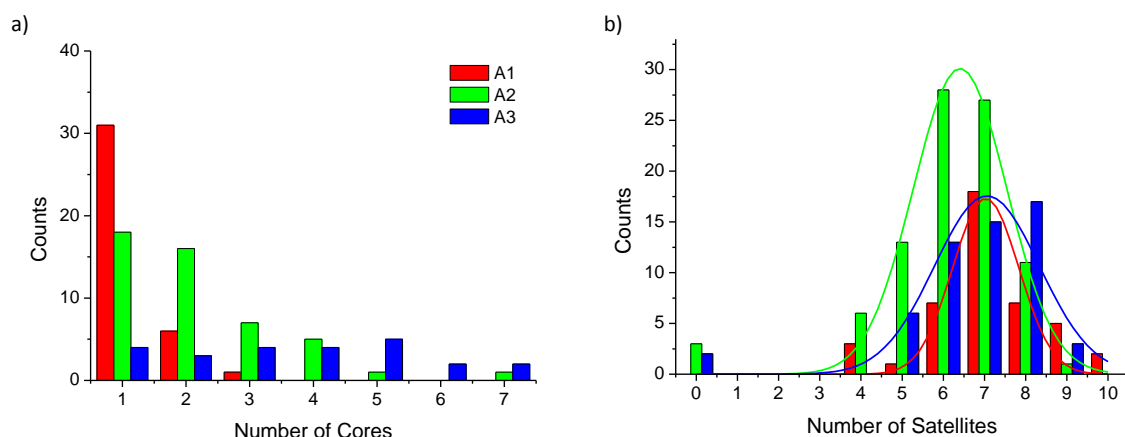 a)
40
30
20
10
0
Counts
1 2 3 4 5 6 7
Number of Cores
A1
A2
A3
b)
30
25
20
15
10
5
0
Counts
0 1 2 3 4 5 6 7 8 9 10
Number of Satellites